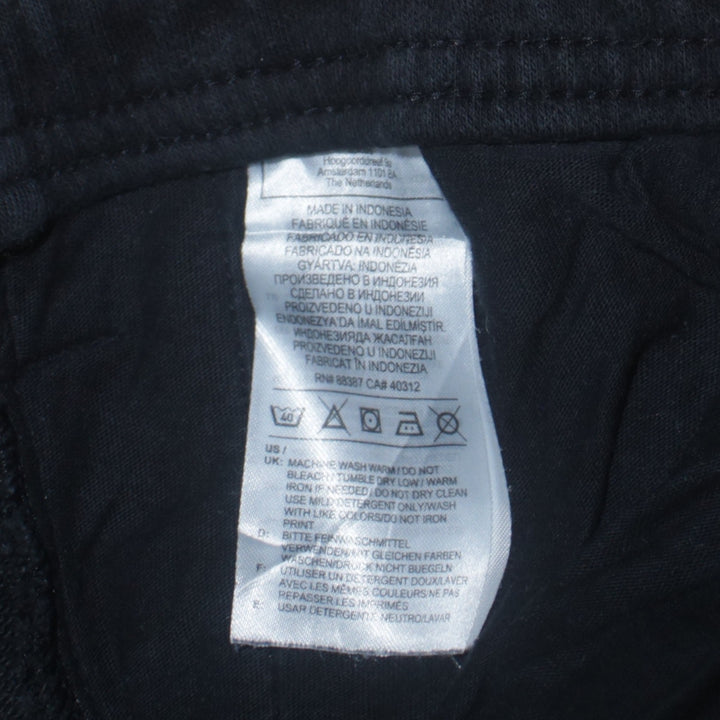 Hoogoorddreef 9a
Amsterdam 1101 BA
The Netherlands
MADE IN INDONESIA
FABRIQUÉ EN INDONÉSIE
FABRICADO EN INDONESIA
FABRICADO NA INDONÉSIA
GYÁRTVA: INDONÉZIA
ПРОИЗВЕДЕНО В ИНДОНЕЗИЯ
СДЕЛАНО В ИНДОНЕЗИИ
PROIZVEDENO U INDONEZIJI
ENDONEZYA'DA İMAL EDİLMİŞTİR.
ИНДОНЕЗИЯДА ЖАСАЛҒАН
PROIZVEDENO U INDONEZIJI
FABRICAT ÎN INDONEZIA
RN# 88387 CA# 40312
40
US /
UK: MACHINE WASH WARM / DO NOT
BLEACH / TUMBLE DRY LOW / WARM
IRON IF NEEDED / DO NOT DRY CLEAN
USE MILD DETERGENT ONLY/WASH
WITH LIKE COLORS/DO NOT IRON
PRINT
D: BITTE FEINWASCHMITTEL
VERWENDEN/MIT GLEICHEN FARBEN
WASCHEN/DRUCK NICHT BUEGELN
F: UTILISER UN DETERGENT DOUX/LAVER
AVEC LES MÊMES COULEURS/NE PAS
REPASSER LES IMPRIMÉS
E: USAR DETERGENTE NEUTRO/LAVAR